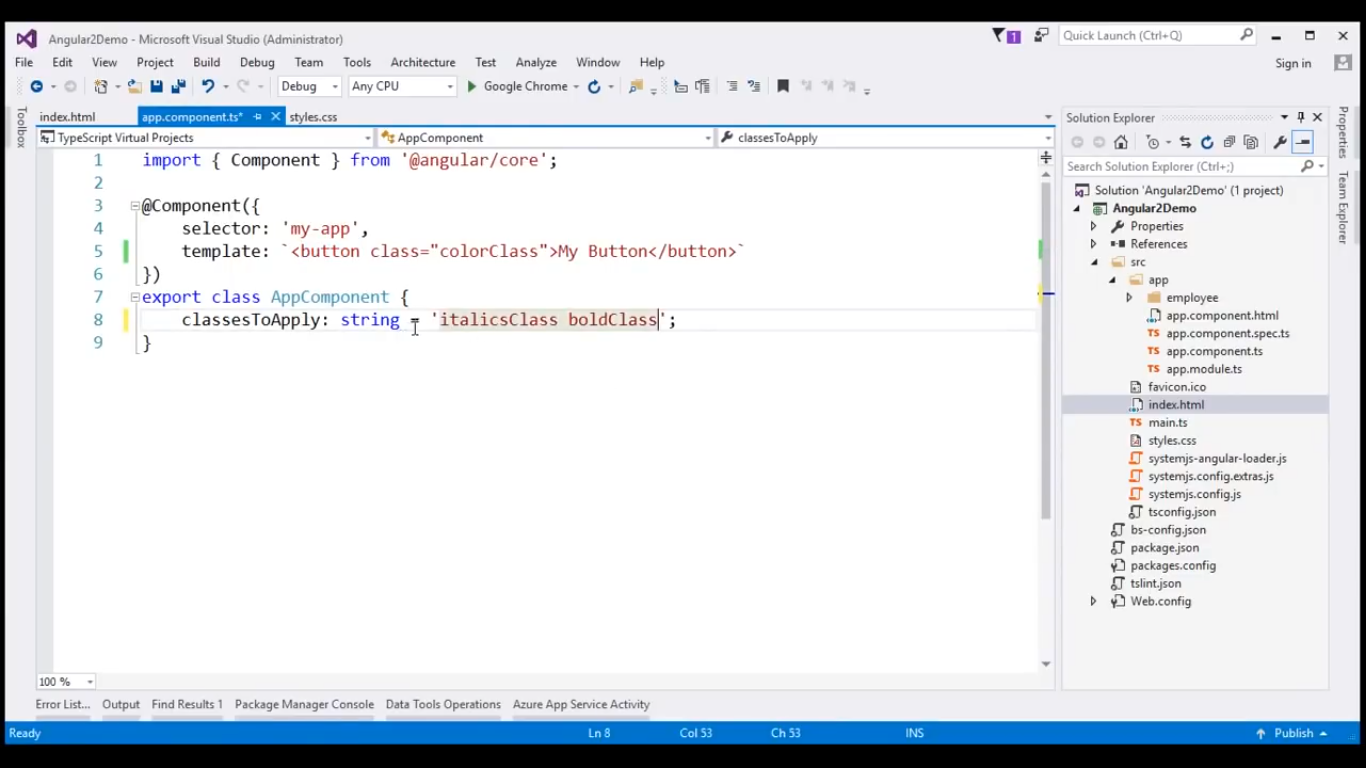 Angular2Demo - Microsoft Visual Studio (Administrator)
1
Quick Launch (Ctrl+Q)
File Edit View Project Build Debug Team Tools Architecture Test Analyze Window Help
Sign in
Debug
Any CPU
Google Chrome
Toolbox
index.html
app.component.ts*
styles.css
TypeScript Virtual Projects
AppComponent
classesToApply
1 import { Component } from '@angular/core';
2
3 @Component({
4 selector: 'my-app',
5 template: `<button class="colorClass">My Button</button>`
6 })
7 export class AppComponent {
8 classesToApply: string = 'italicsClass boldClass';
9 }
100 %
Error List...
Output
Find Results 1
Package Manager Console
Data Tools Operations
Azure App Service Activity
Ready
Ln 8
Col 53
Ch 53
INS
Publish
Solution Explorer
Search Solution Explorer (Ctrl+;)
Solution 'Angular2Demo' (1 project)
Angular2Demo
Properties
References
src
app
employee
app.component.html
TS app.component.spec.ts
TS app.component.ts
TS app.module.ts
favicon.ico
index.html
TS main.ts
styles.css
systemjs-angular-loader.js
systemjs.config.extras.js
systemjs.config.js
tsconfig.json
bs-config.json
package.json
packages.config
tslint.json
Web.config
Properties
Team Explorer